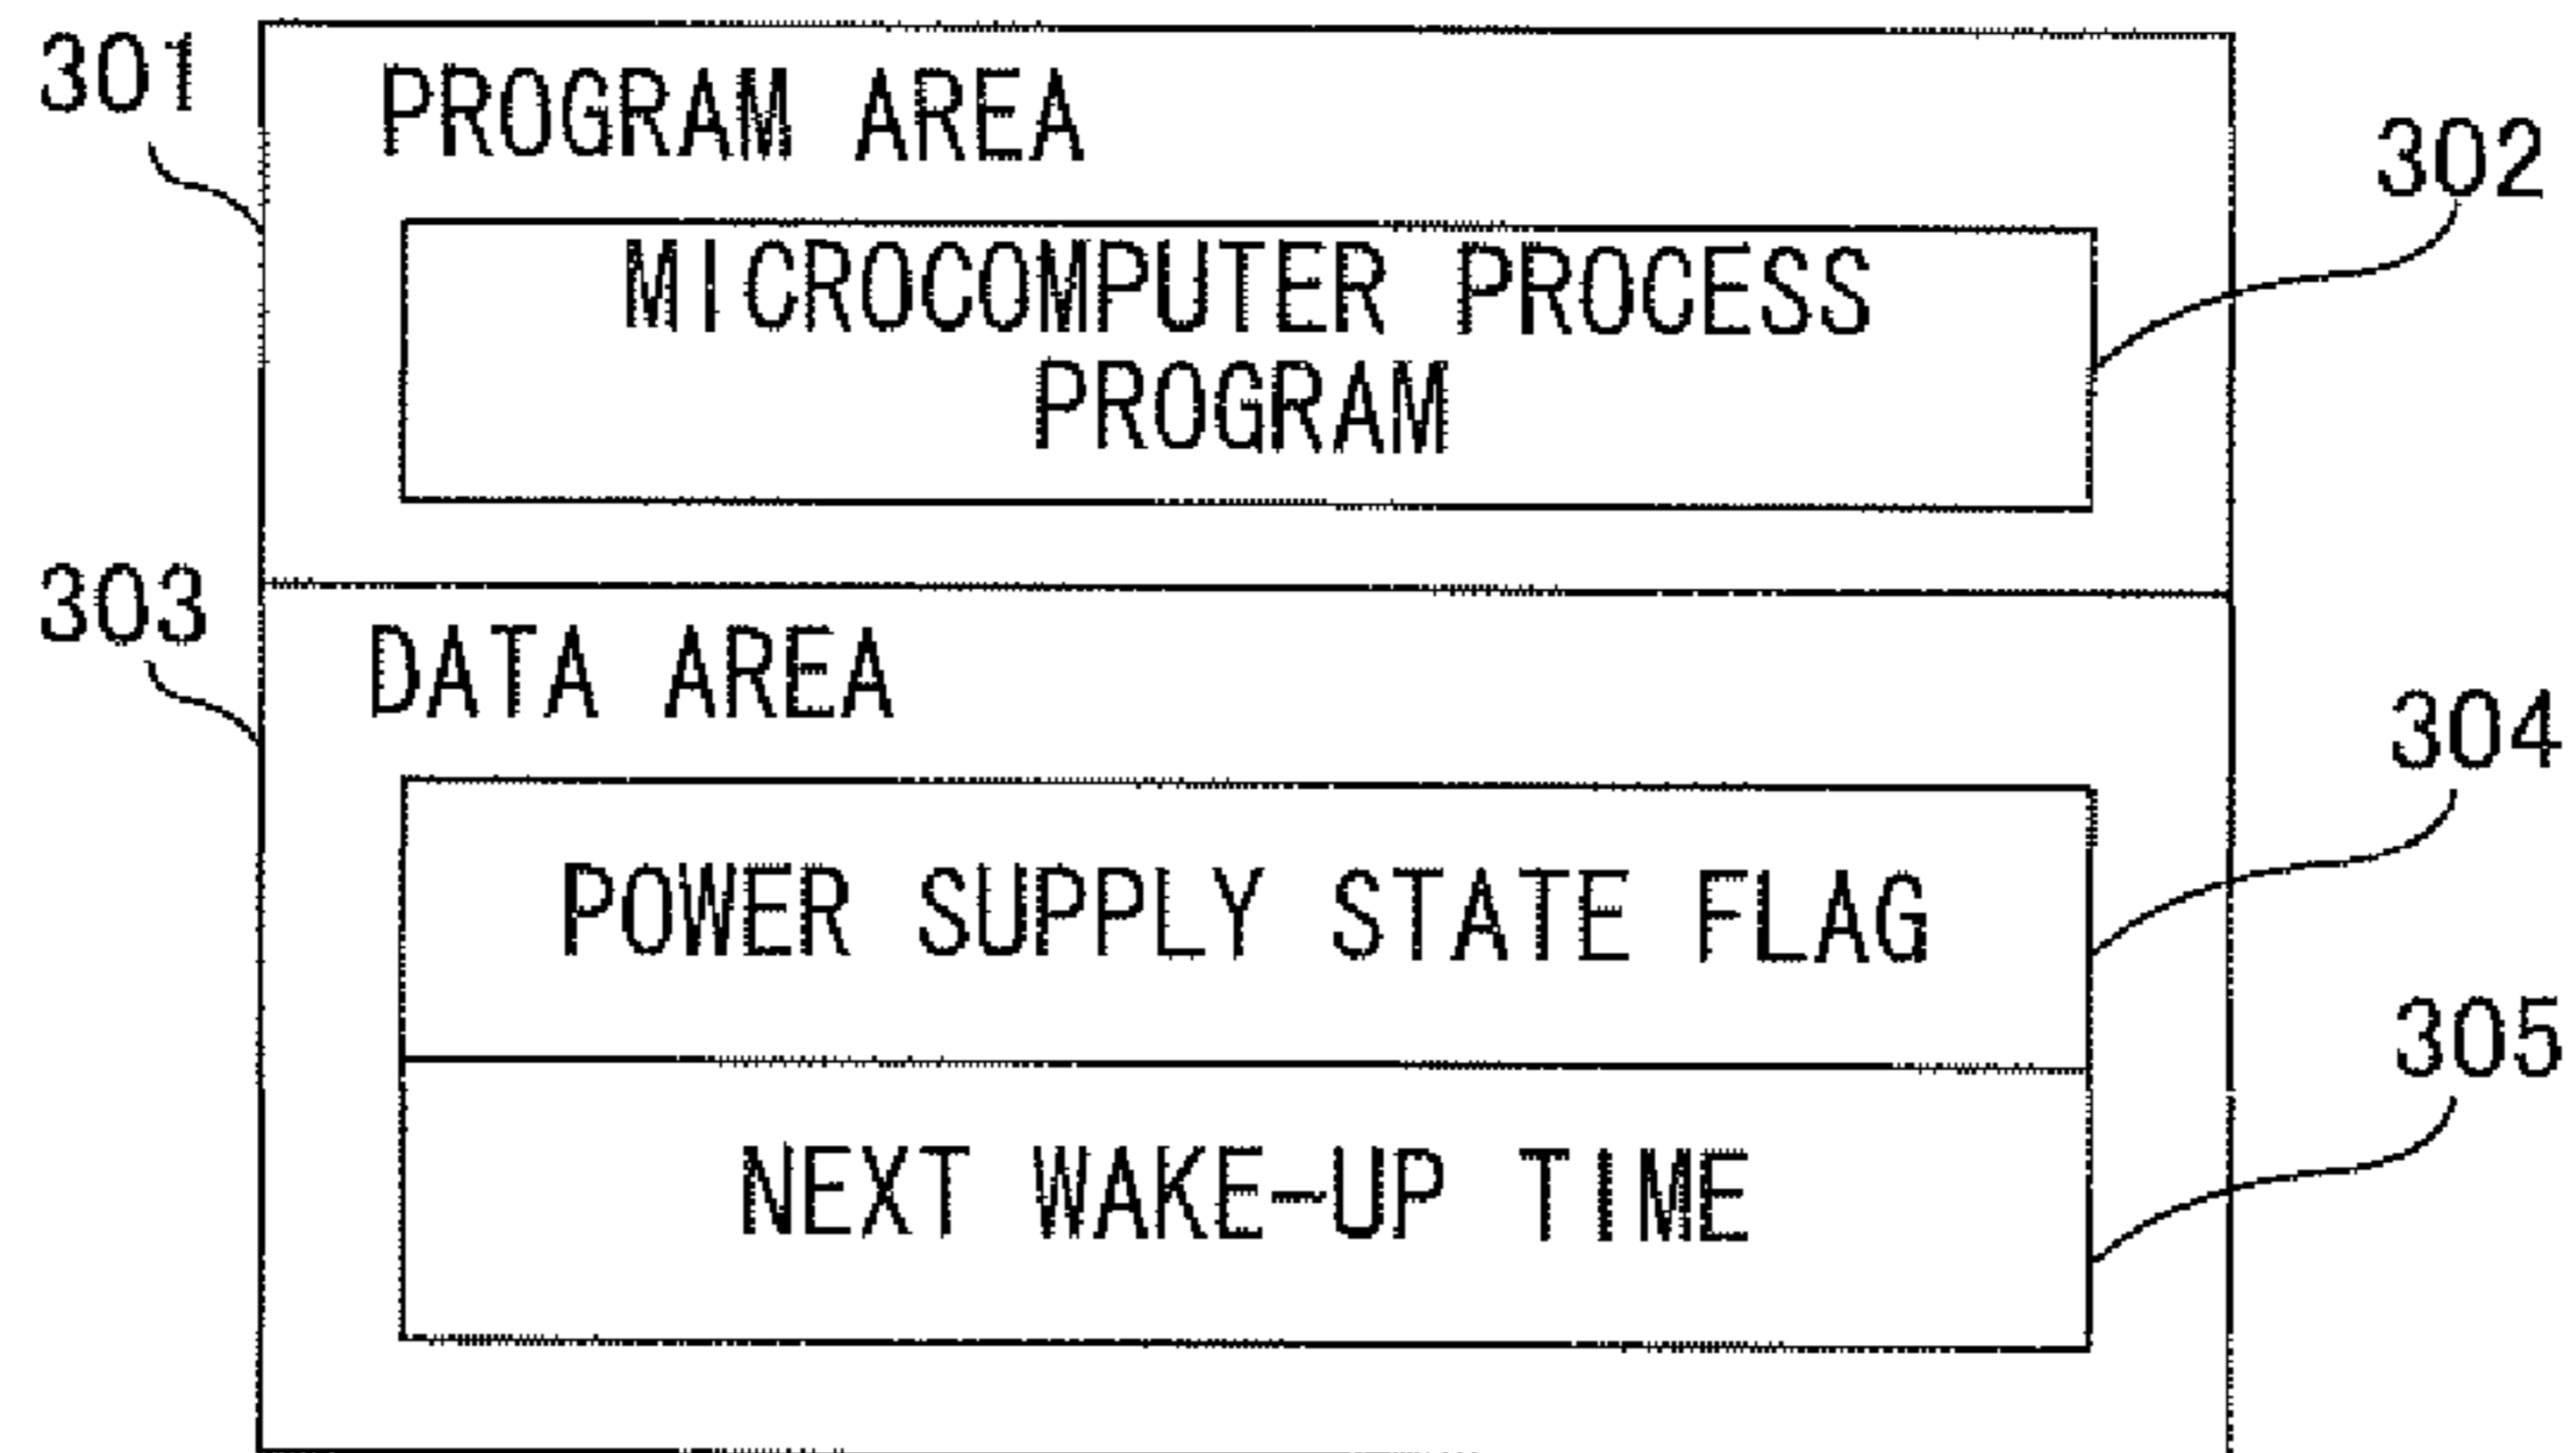 301
PROGRAM AREA
302
MICROCOMPUTER PROCESS
PROGRAM
303
DATA AREA
304
POWER SUPPLY STATE FLAG
305
NEXT WAKE-UP TIME